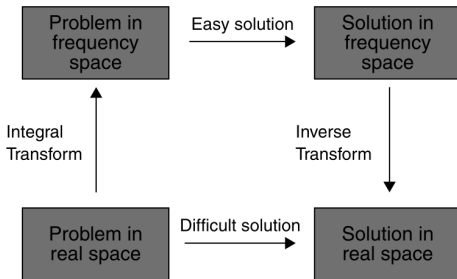 Problem in
frequency
space
Easy solution
Solution in
frequency
space
Integral
Transform
Inverse
Transform
Problem in
real space
Difficult solution
Solution in
real space